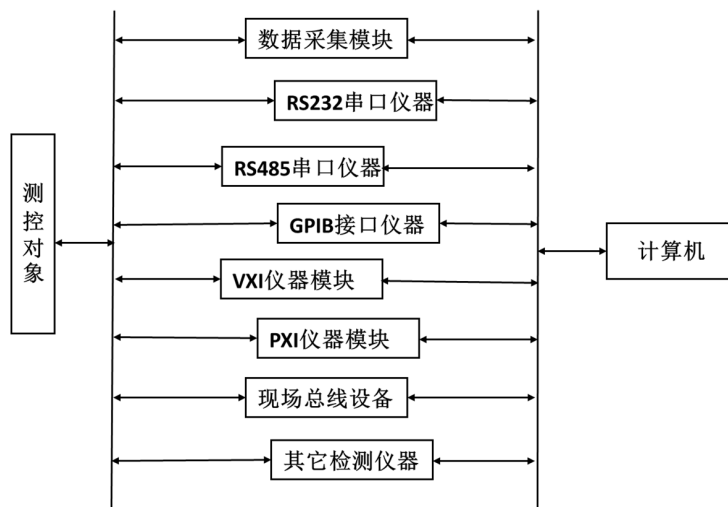 数据采集模块
RS232串口仪器
RS485串口仪器
GPIB接口仪器
VXI仪器模块
PXI仪器模块
现场总线设备
其它检测仪器
测控对象
计算机